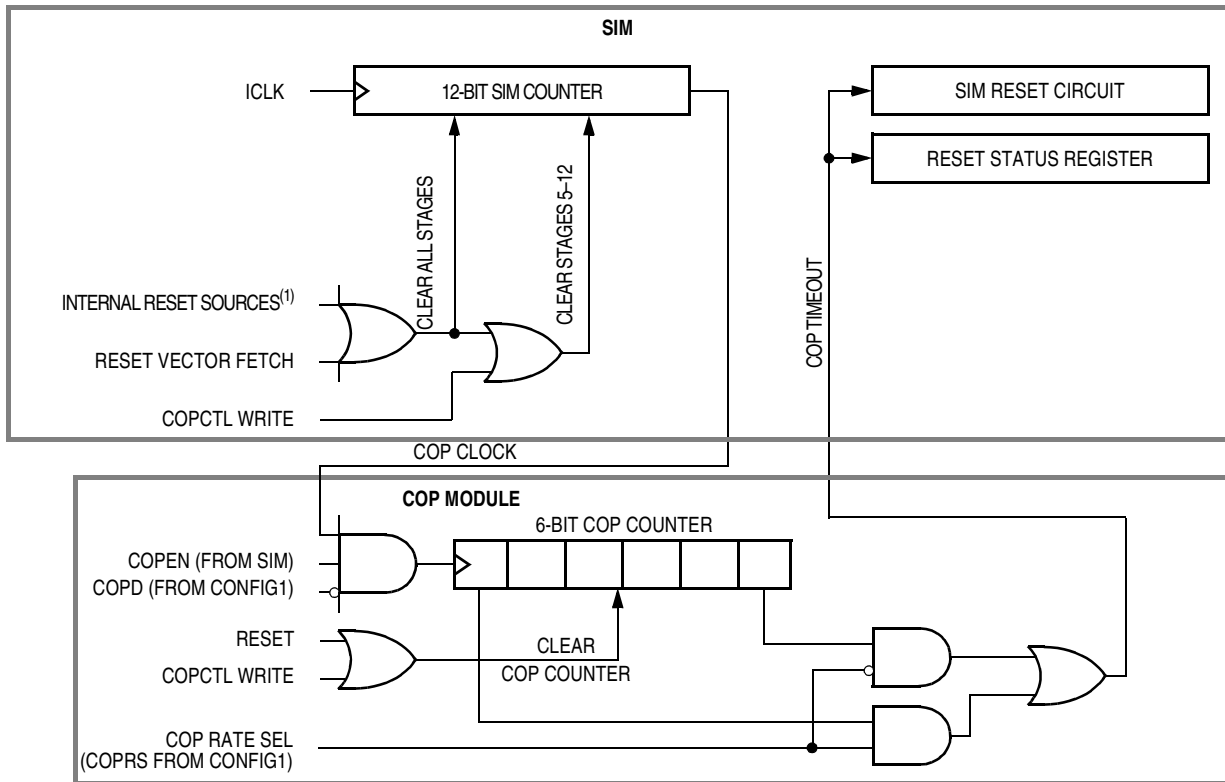 SIM
ICLK
12-BIT SIM COUNTER
SIM RESET CIRCUIT
RESET STATUS REGISTER
CLEAR ALL STAGES
CLEAR STAGES 5–12
COP TIMEOUT
INTERNAL RESET SOURCES(1)
RESET VECTOR FETCH
COPCTL WRITE
COP CLOCK
COP MODULE
6-BIT COP COUNTER
COPEN (FROM SIM)
COPD (FROM CONFIG1)
RESET
COPCTL WRITE
CLEAR
COP COUNTER
COP RATE SEL
(COPRS FROM CONFIG1)